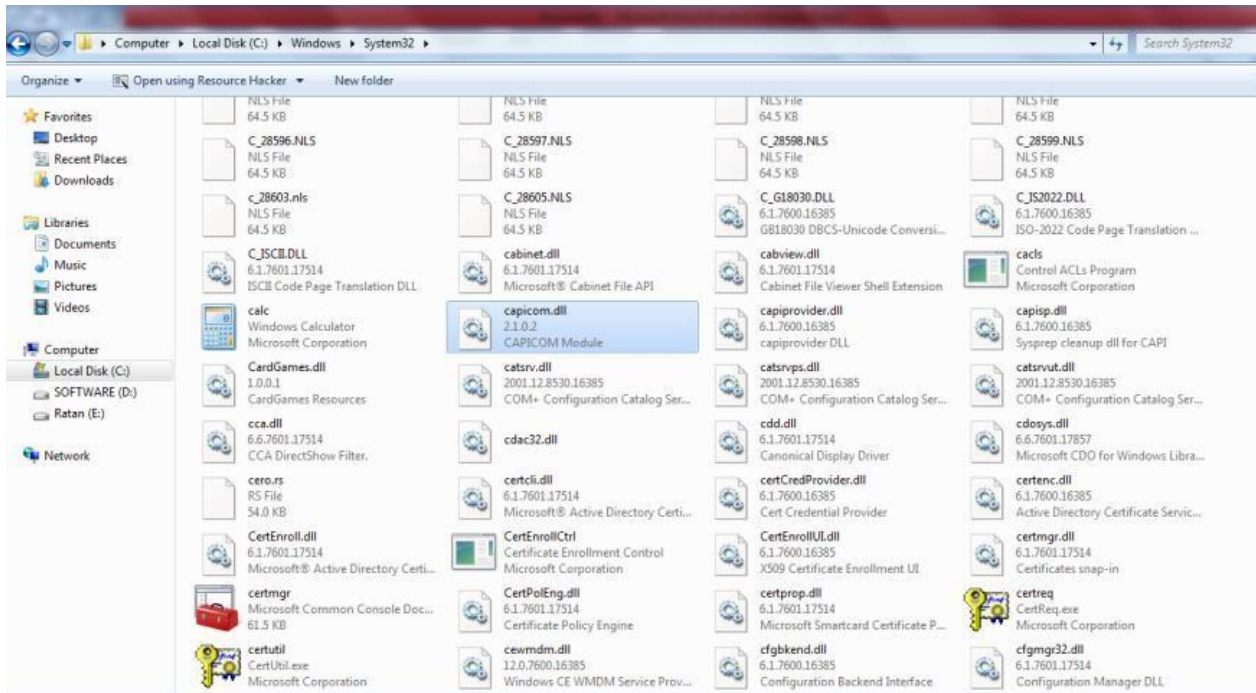 Computer ▸ Local Disk (C:) ▸ Windows ▸ System32 ▸
Search System32
Organize
Open using Resource Hacker
New folder
Favorites
Desktop
Recent Places
Downloads
Libraries
Documents
Music
Pictures
Videos
Computer
Local Disk (C:)
SOFTWARE (D:)
Ratan (E:)
Network
NLS File
64.5 KB
NLS File
64.5 KB
NLS File
64.5 KB
NLS File
64.5 KB
C_28596.NLS
NLS File
64.5 KB
C_28597.NLS
NLS File
64.5 KB
C_28598.NLS
NLS File
64.5 KB
C_28599.NLS
NLS File
64.5 KB
c_28603.nls
NLS File
64.5 KB
C_28605.NLS
NLS File
64.5 KB
C_G18030.DLL
6.1.7600.16385
GB18030 DBCS-Unicode Conversi...
C_IS2022.DLL
6.1.7600.16385
ISO-2022 Code Page Translation ...
C_ISCII.DLL
6.1.7601.17514
ISCII Code Page Translation DLL
cabinet.dll
6.1.7601.17514
Microsoft® Cabinet File API
cabview.dll
6.1.7601.17514
Cabinet File Viewer Shell Extension
cacls
Control ACLs Program
Microsoft Corporation
calc
Windows Calculator
Microsoft Corporation
capicom.dll
2.1.0.2
CAPICOM Module
capiprovider.dll
6.1.7600.16385
capiprovider DLL
capisp.dll
6.1.7600.16385
Sysprep cleanup dll for CAPI
CardGames.dll
1.0.0.1
CardGames Resources
catsrv.dll
2001.12.8530.16385
COM+ Configuration Catalog Ser...
catsrvps.dll
2001.12.8530.16385
COM+ Configuration Catalog Ser...
catsrvut.dll
2001.12.8530.16385
COM+ Configuration Catalog Ser...
cca.dll
6.6.7601.17514
CCA DirectShow Filter.
cdac32.dll
cdd.dll
6.1.7601.17514
Canonical Display Driver
cdosys.dll
6.6.7601.17857
Microsoft CDO for Windows Libra...
cero.rs
RS File
54.0 KB
certcli.dll
6.1.7601.17514
Microsoft® Active Directory Certi...
certCredProvider.dll
6.1.7600.16385
Cert Credential Provider
certenc.dll
6.1.7600.16385
Active Directory Certificate Servic...
CertEnroll.dll
6.1.7601.17514
Microsoft® Active Directory Certi...
CertEnrollCtrl
Certificate Enrollment Control
Microsoft Corporation
CertEnrollUI.dll
6.1.7600.16385
X509 Certificate Enrollment UI
certmgr.dll
6.1.7601.17514
Certificates snap-in
certmgr
Microsoft Common Console Doc...
61.5 KB
CertPolEng.dll
6.1.7601.17514
Certificate Policy Engine
certprop.dll
6.1.7601.17514
Microsoft Smartcard Certificate P...
certreq
CertReq.exe
Microsoft Corporation
certutil
CertUtil.exe
Microsoft Corporation
cewmdm.dll
12.0.7600.16385
Windows CE WMDM Service Prov...
cfgbkend.dll
6.1.7600.16385
Configuration Backend Interface
cfgmgr32.dll
6.1.7601.17514
Configuration Manager DLL